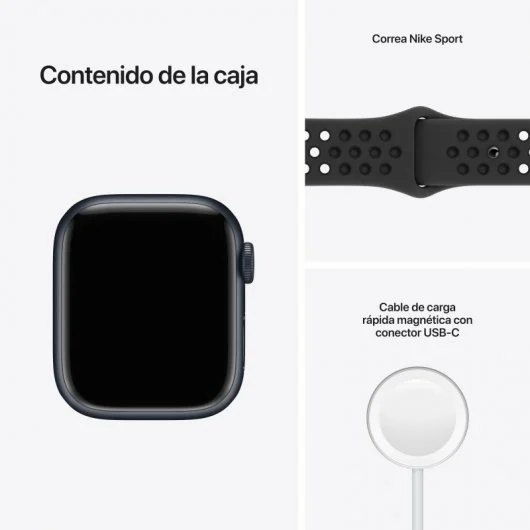 Contenido de la caja
Correa Nike Sport
Cable de carga
rápida magnética con
conector USB-C